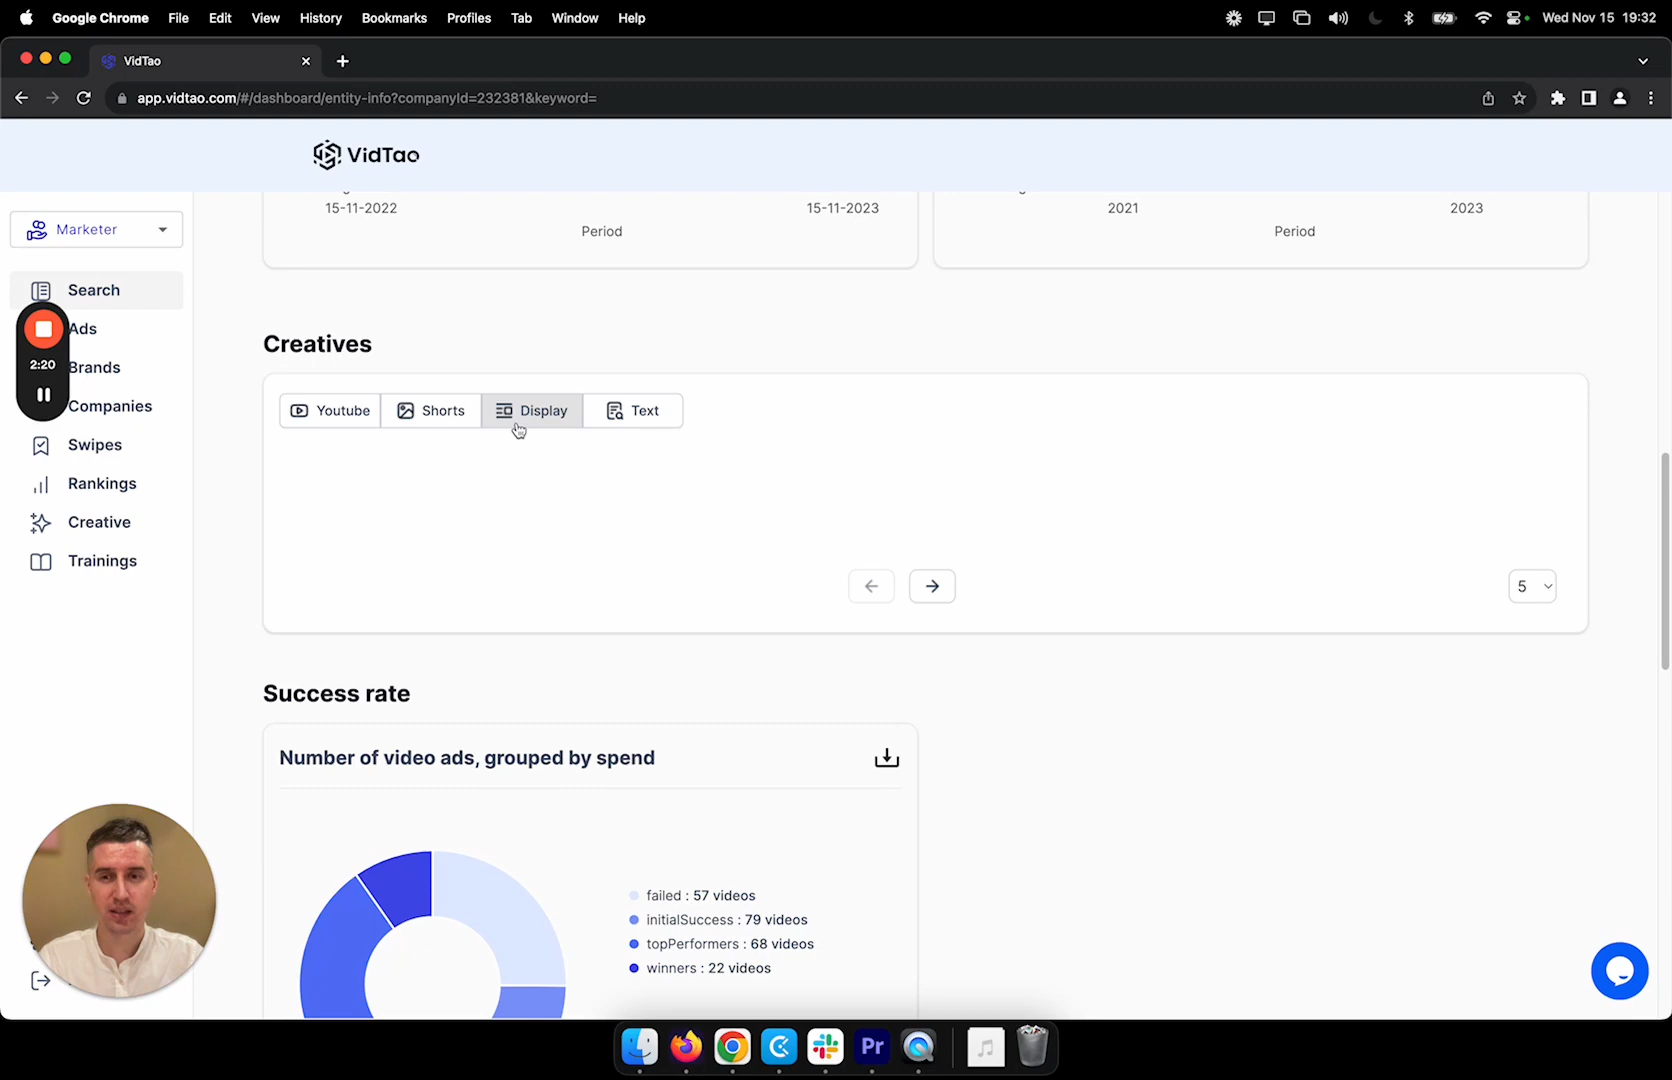 Google Chrome File Edit View History Bookmarks Profiles Tab Window Help Wed Nov 15 19:32
VidTao
app.vidtao.com/#/dashboard/entity-info?companyId=232381&keyword=
VidTao
15-11-2022 15-11-2023 2021 2023
Period Period
Marketer
Search
Ads
Brands
Companies
Swipes
Rankings
Creative
Trainings
2:20
Creatives
Youtube Shorts Display Text
5
Success rate
Number of video ads, grouped by spend
failed : 57 videos
initialSuccess : 79 videos
topPerformers : 68 videos
winners : 22 videos
Pr